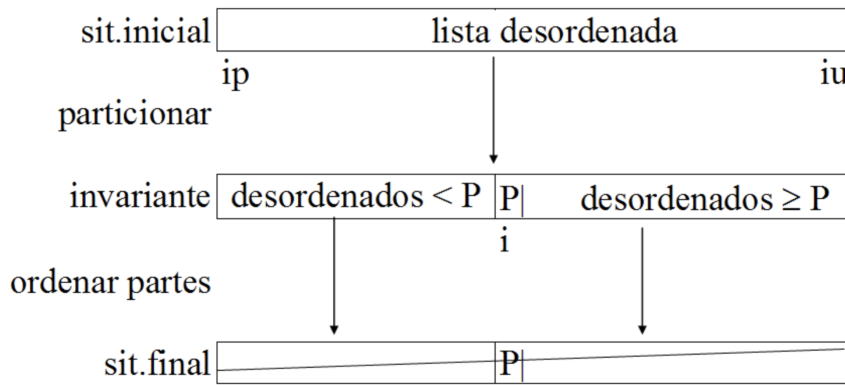 sit.inicial lista desordenada
ip iu
particionar
invariante desordenados < P P| desordenados ≥ P
i
ordenar partes
sit.final P|